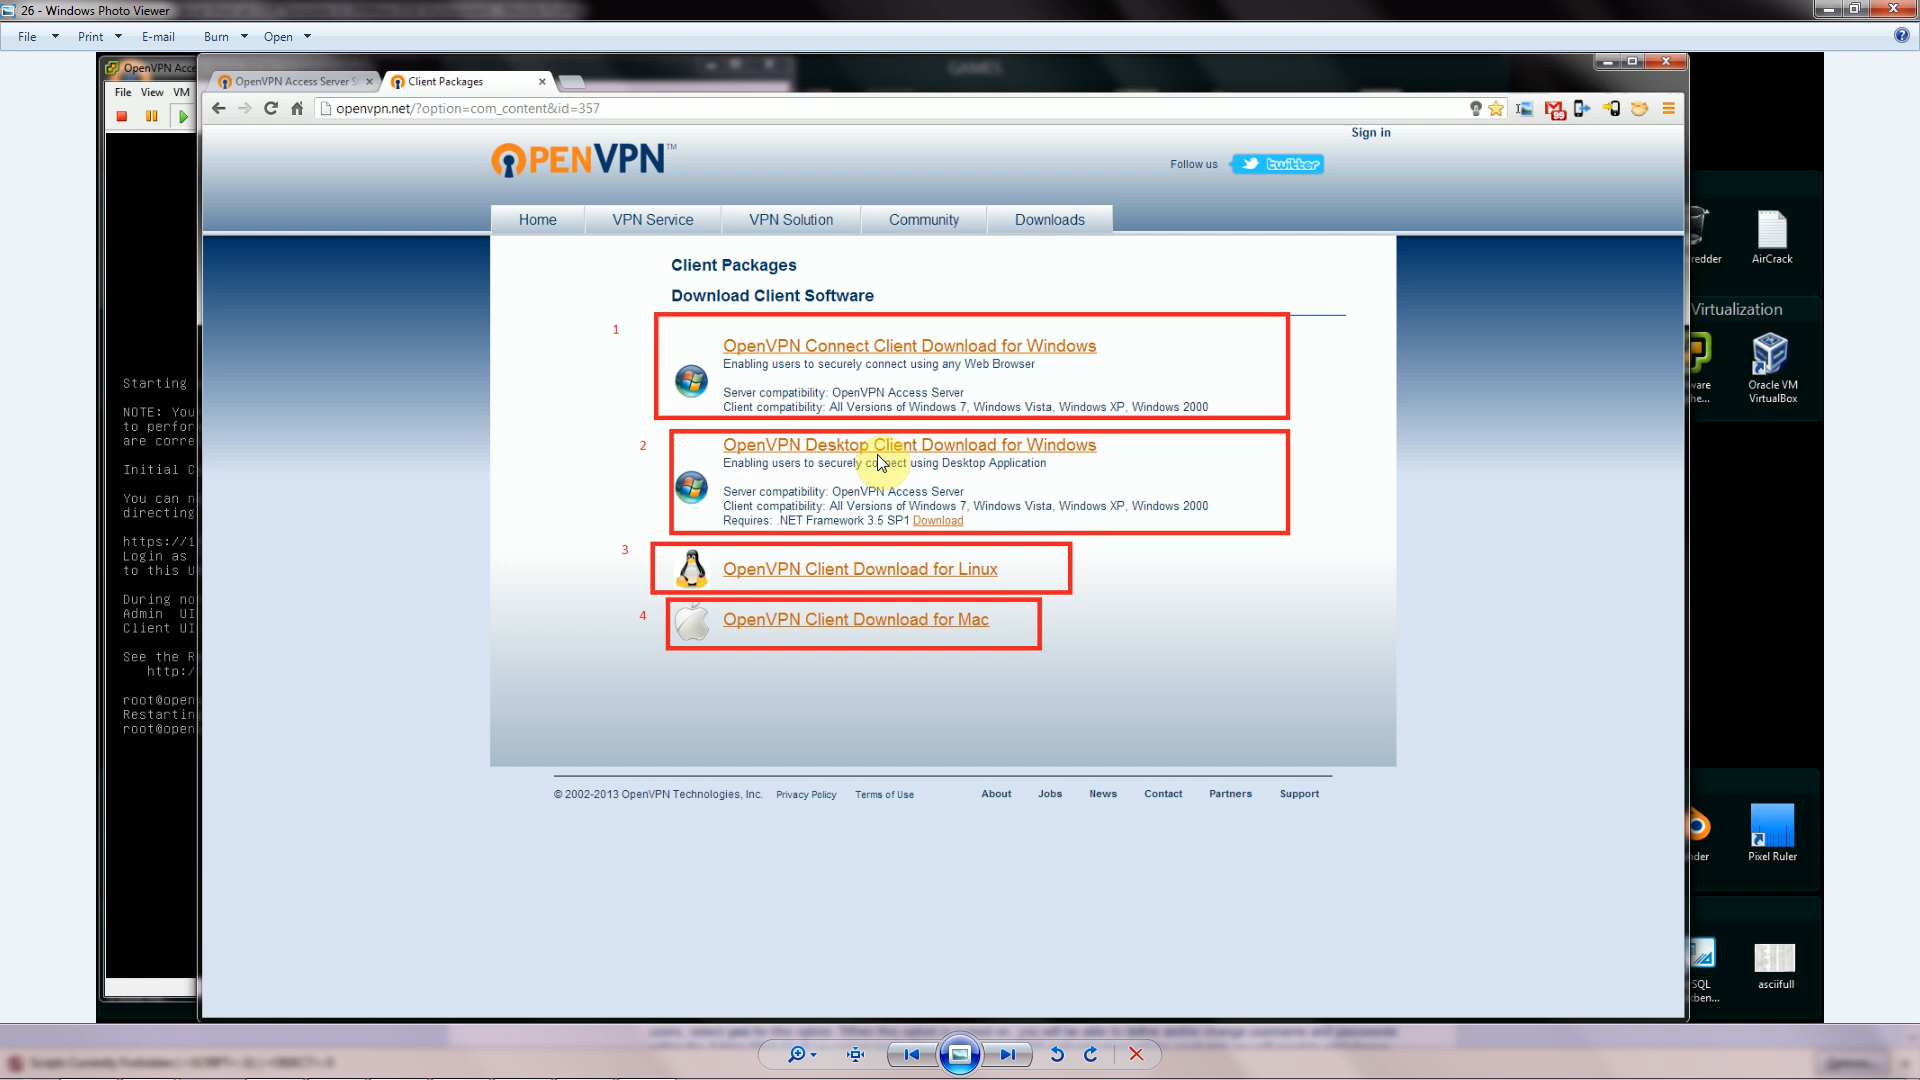 26 - Windows Photo Viewer
File Print E-mail Burn Open
OpenVPN Acce
File View VM
OpenVPN Access Server S
Client Packages
GAMES
openvpn.net/?option=com_content&id=357
99
Sign in
OPENVPN™
Follow us twitter
Home VPN Service VPN Solution Community Downloads
Client Packages
Download Client Software
1
OpenVPN Connect Client Download for Windows
Enabling users to securely connect using any Web Browser
Server compatibility: OpenVPN Access Server
Client compatibility: All Versions of Windows 7, Windows Vista, Windows XP, Windows 2000
2
OpenVPN Desktop Client Download for Windows
Enabling users to securely connect using Desktop Application
Server compatibility: OpenVPN Access Server
Client compatibility: All Versions of Windows 7, Windows Vista, Windows XP, Windows 2000
Requires: .NET Framework 3.5 SP1 Download
3
OpenVPN Client Download for Linux
4
OpenVPN Client Download for Mac
© 2002-2013 OpenVPN Technologies, Inc. Privacy Policy Terms of Use About Jobs News Contact Partners Support
Starting
NOTE: You
to perfor
are corre
Initial C
You can n
directing
https://1
Login as
to this U
During no
Admin UI
Client UI
See the R
http:/
root@open
Restartin
root@open
redder
AirCrack
Virtualization
ware
he...
Oracle VM
VirtualBox
nder
Pixel Ruler
SQL
cben...
asciifull